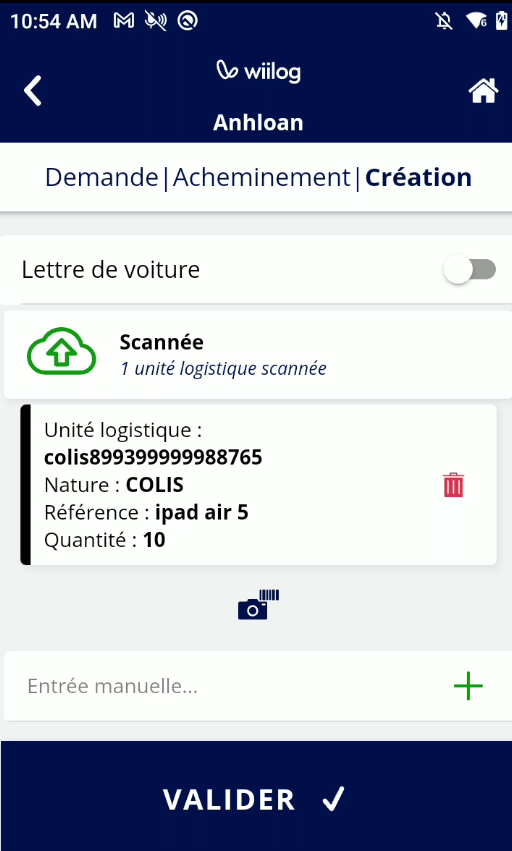 10:54 AM
6
wiilog
Anhloan
Demande|Acheminement|Création
Lettre de voiture
Scannée
1 unité logistique scannée
Unité logistique :
colis899399999988765
Nature : COLIS
Référence : ipad air 5
Quantité : 10
Entrée manuelle...
VALIDER